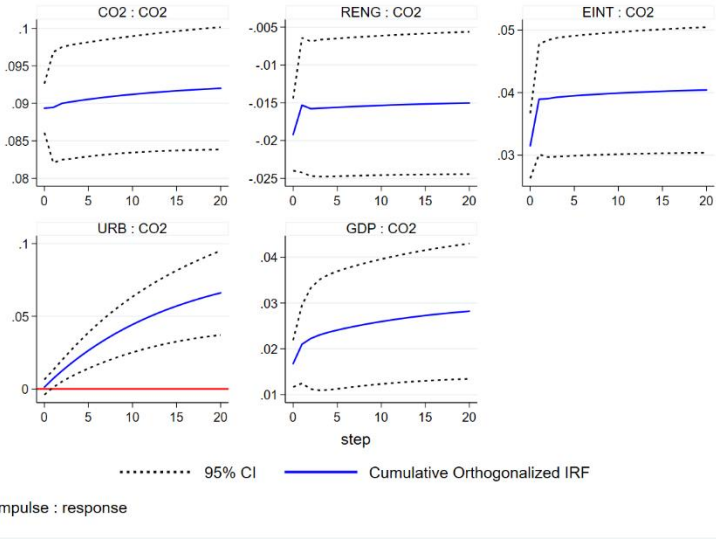 CO2 : CO2
.1
.095
.09
.085
.08
0 5 10 15 20
RENG : CO2
-.005
-.01
-.015
-.02
-.025
0 5 10 15 20
EINT : CO2
.05
.04
.03
0 5 10 15 20
URB : CO2
.1
.05
0
0 5 10 15 20
GDP : CO2
.04
.03
.02
.01
0 5 10 15 20
step
95% CI Cumulative Orthogonalized IRF
mpulse : response